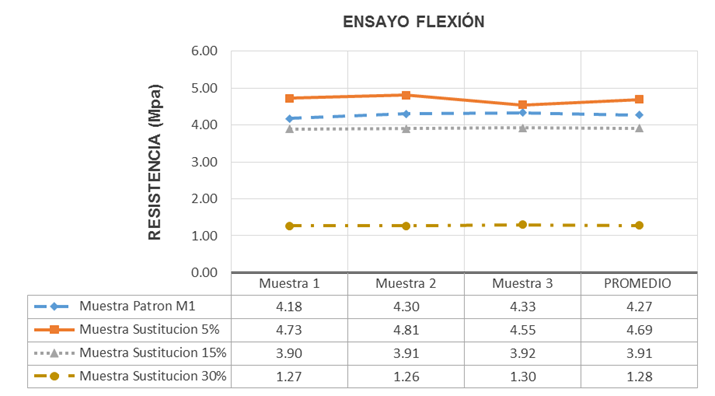 ENSAYO FLEXIÓN
RESISTENCIA (Mpa)
6.00
5.00
4.00
3.00
2.00
1.00
0.00
Muestra 1 Muestra 2 Muestra 3 PROMEDIO
Muestra Patron M1 4.18 4.30 4.33 4.27
Muestra Sustitucion 5% 4.73 4.81 4.55 4.69
Muestra Sustitucion 15% 3.90 3.91 3.92 3.91
Muestra Sustitucion 30% 1.27 1.26 1.30 1.28